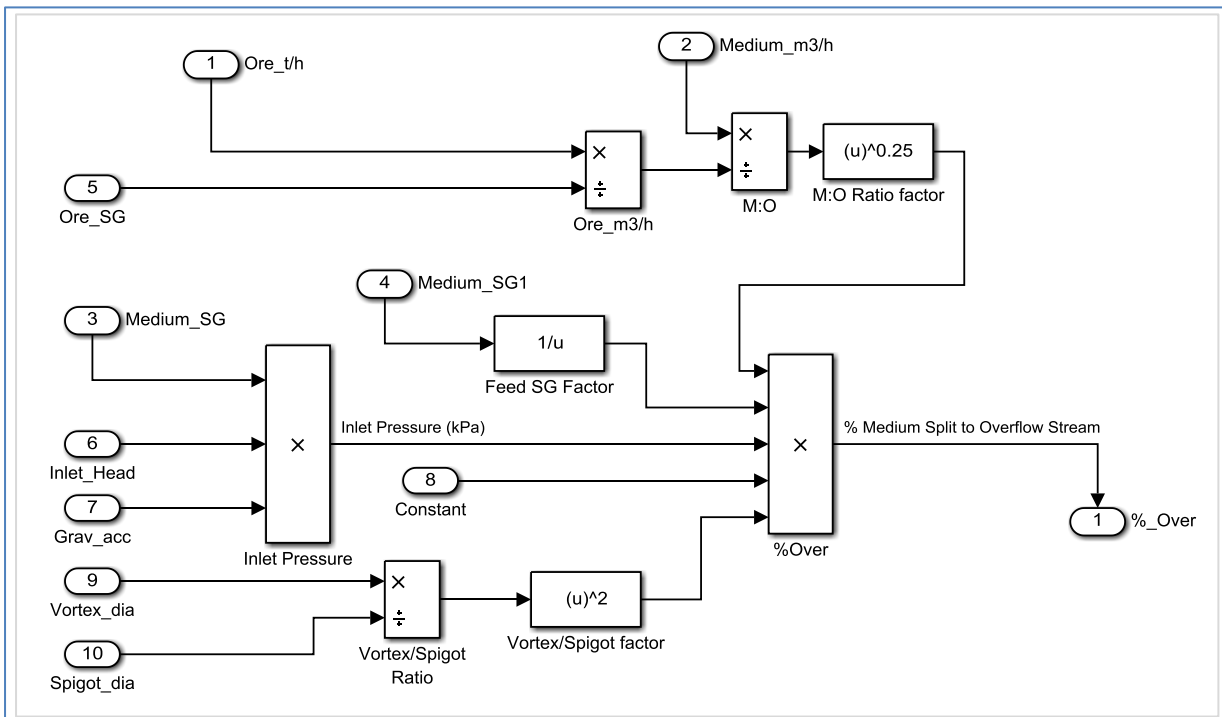 2
Medium_m3/h
1
Ore_t/h
×
÷
Ore_m3/h
×
÷
M:O
(u)^0.25
M:O Ratio factor
5
Ore_SG
4
Medium_SG1
3
Medium_SG
1/u
Feed SG Factor
Inlet Pressure (kPa)
×
Inlet Pressure
6
Inlet_Head
7
Grav_acc
8
Constant
×
%Over
% Medium Split to Overflow Stream
1
%_Over
9
Vortex_dia
10
Spigot_dia
×
÷
Vortex/Spigot
Ratio
(u)^2
Vortex/Spigot factor